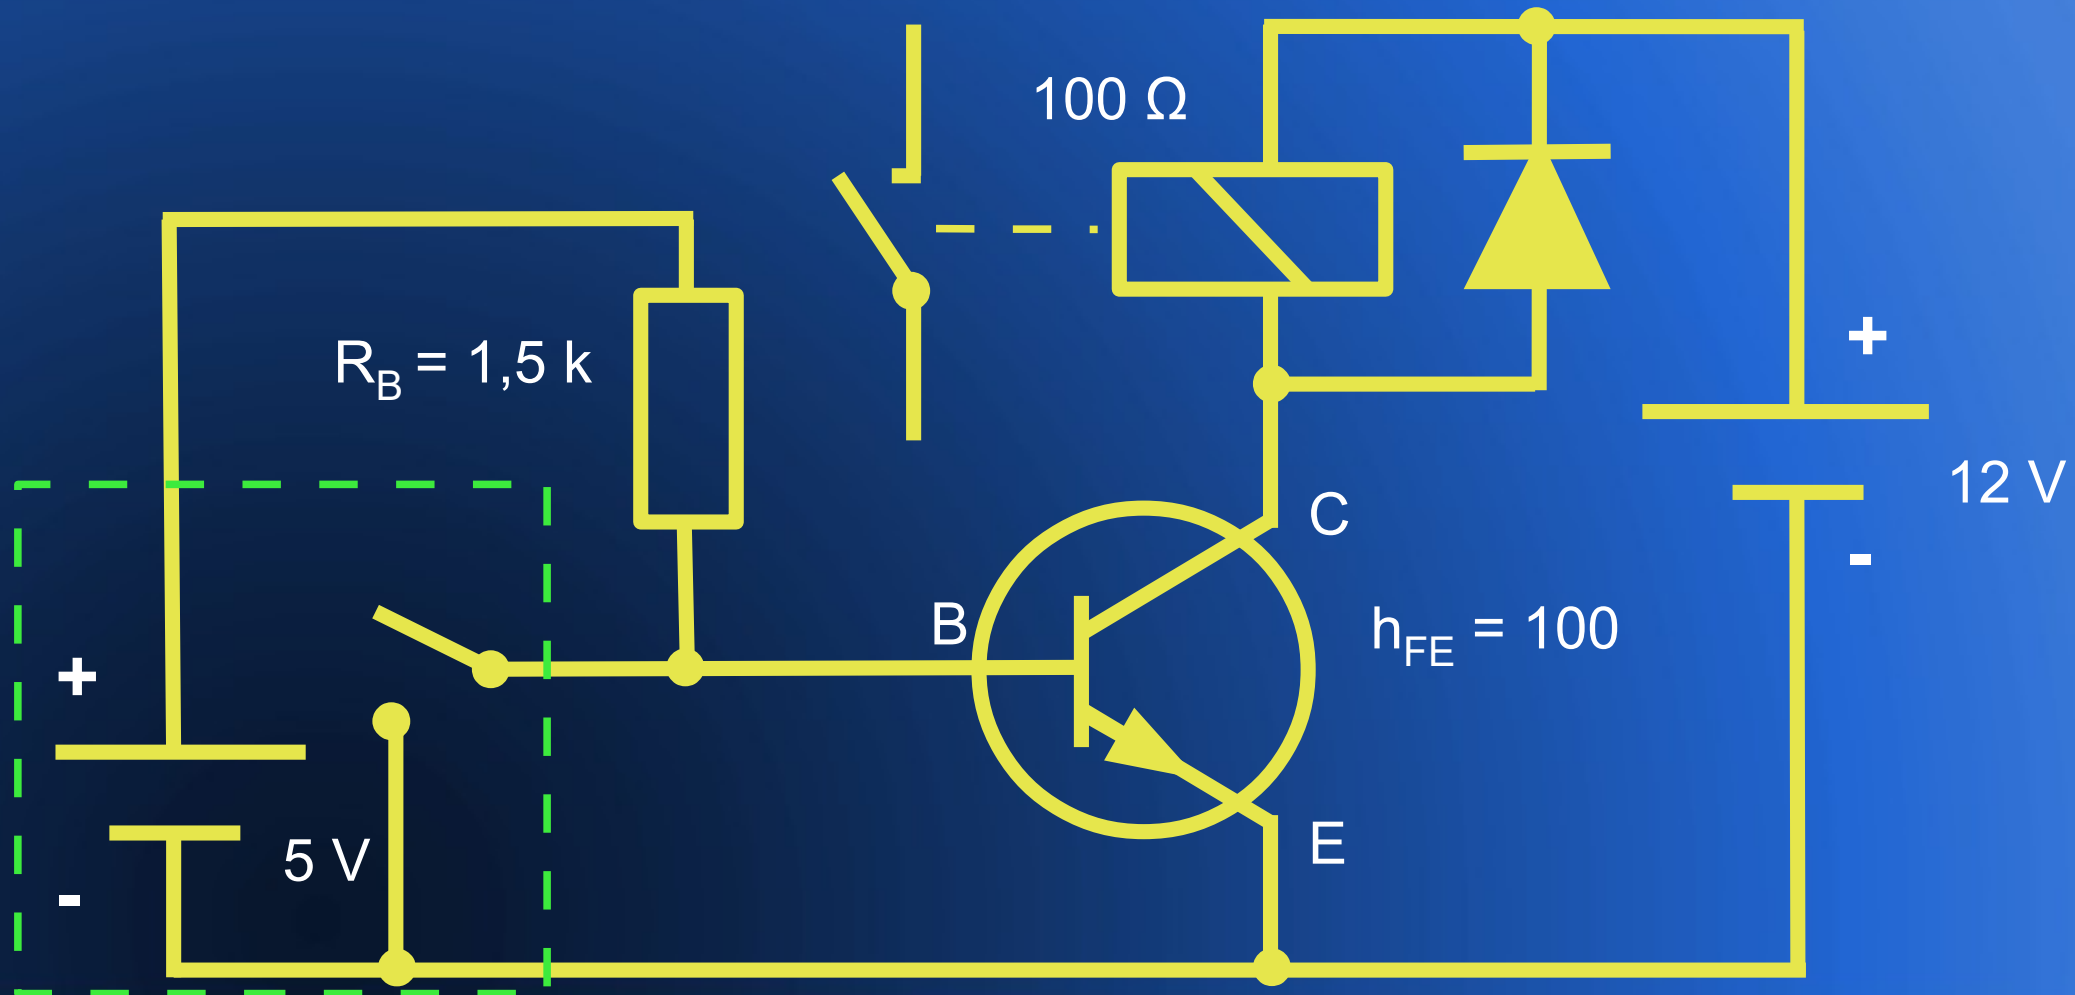 100 Ω
R_B = 1,5 k
+
12 V
-
C
B
h_FE = 100
+
5 V
E
-